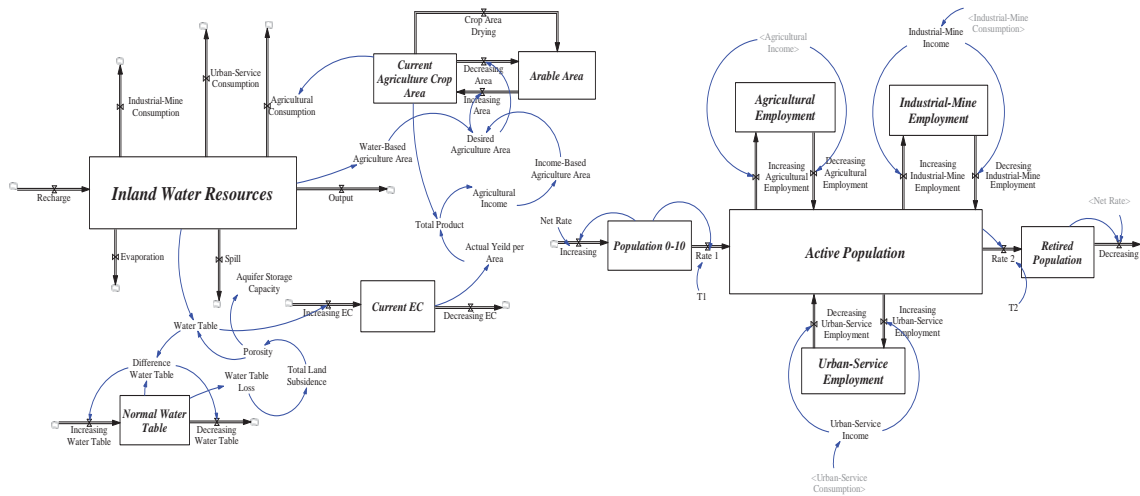 Crop Area
Drying
Current
Agriculture Crop
Area
Decreasing
Area
Increasing
Area
Arable Area
Urban-Service
Consumption
Industrial-Mine
Consumption
Agricultural
Consumption
Water-Based
Agriculture Area
Desired
Agriculture Area
Income-Based
Agriculture Area
Inland Water Resources
Recharge
Output
Agricultural
Income
Total Product
Actual Yeild per
Area
Evaporation
Spill
Aquifer Storage
Capacity
Increasing EC
Current EC
Decreasing EC
Water Table
Porosity
Difference
Water Table
Water Table
Loss
Total Land
Subsidence
Normal Water
Table
Increasing
Water Table
Decreasing
Water Table
<Agricultural
Income>
Industrial-Mine
Income
<Industrial-Mine
Consumption>
Agricultural
Employment
Industrial-Mine
Employment
Increasing
Agricultural
Employment
Decreasing
Agricultural
Employment
Increasing
Industrial-Mine
Employment
Decresing
Industrial-Mine
Employment
Net Rate
Increasing
Population 0-10
Rate 1
T1
Active Population
Rate 2
T2
Retired
Population
<Net Rate>
Decreasing
Decreasing
Urban-Service
Employment
Increasing
Urban-Service
Employment
Urban-Service
Employment
Urban-Service
Income
<Urban-Service
Consumption>